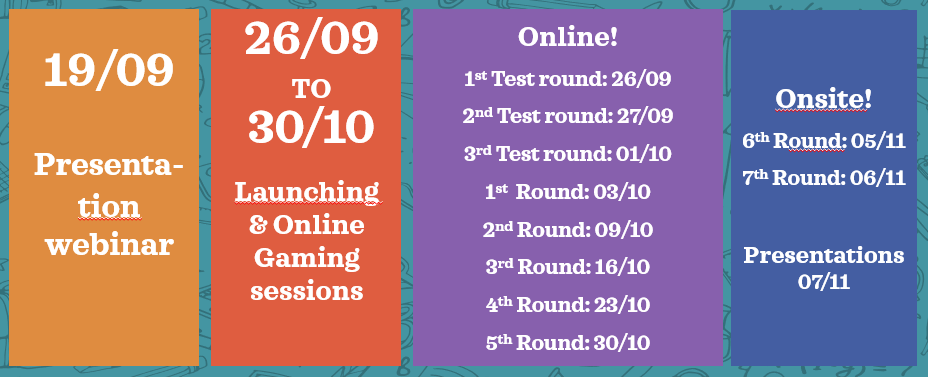 19/09
Presenta-
tion
webinar
26/09
TO
30/10
Launching
& Online
Gaming
sessions
Online!
1st Test round: 26/09
2nd Test round: 27/09
3rd Test round: 01/10
1st Round: 03/10
2nd Round: 09/10
3rd Round: 16/10
4th Round: 23/10
5th Round: 30/10
Onsite!
6th Round: 05/11
7th Round: 06/11
Presentations
07/11